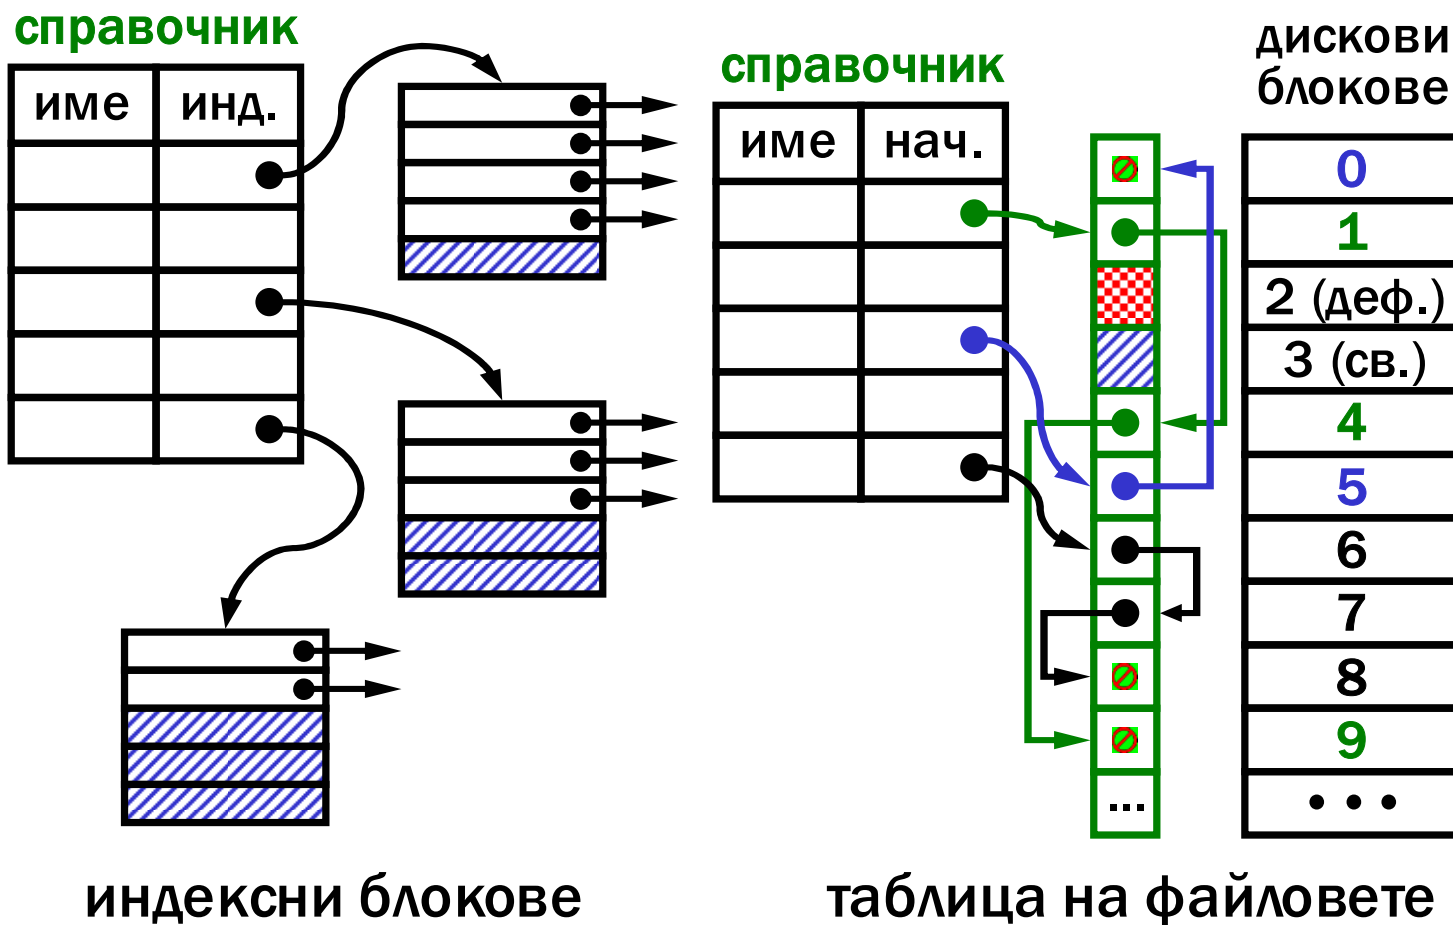 справочник
име инд.
индексни блокове
справочник
име нач.
...
дискови
блокове
0
1
2 (деф.)
3 (св.)
4
5
6
7
8
9
• • •
таблица на файловете